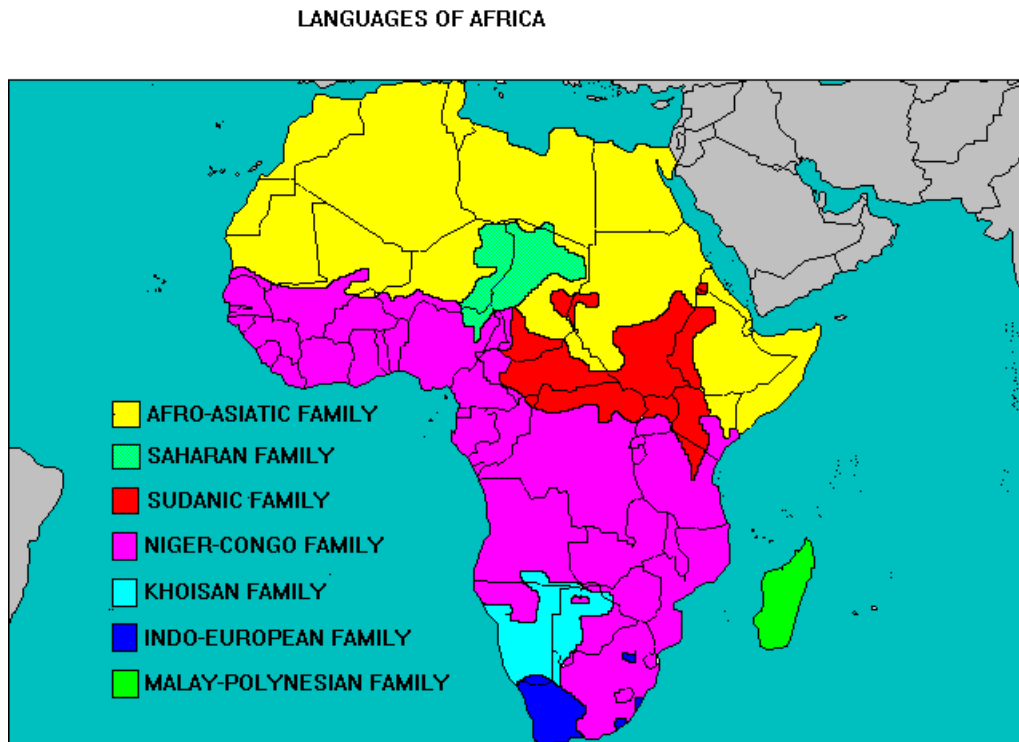 LANGUAGES OF AFRICA
AFRO-ASIATIC FAMILY
SAHARAN FAMILY
SUDANIC FAMILY
NIGER-CONGO FAMILY
KHOISAN FAMILY
INDO-EUROPEAN FAMILY
MALAY-POLYNESIAN FAMILY